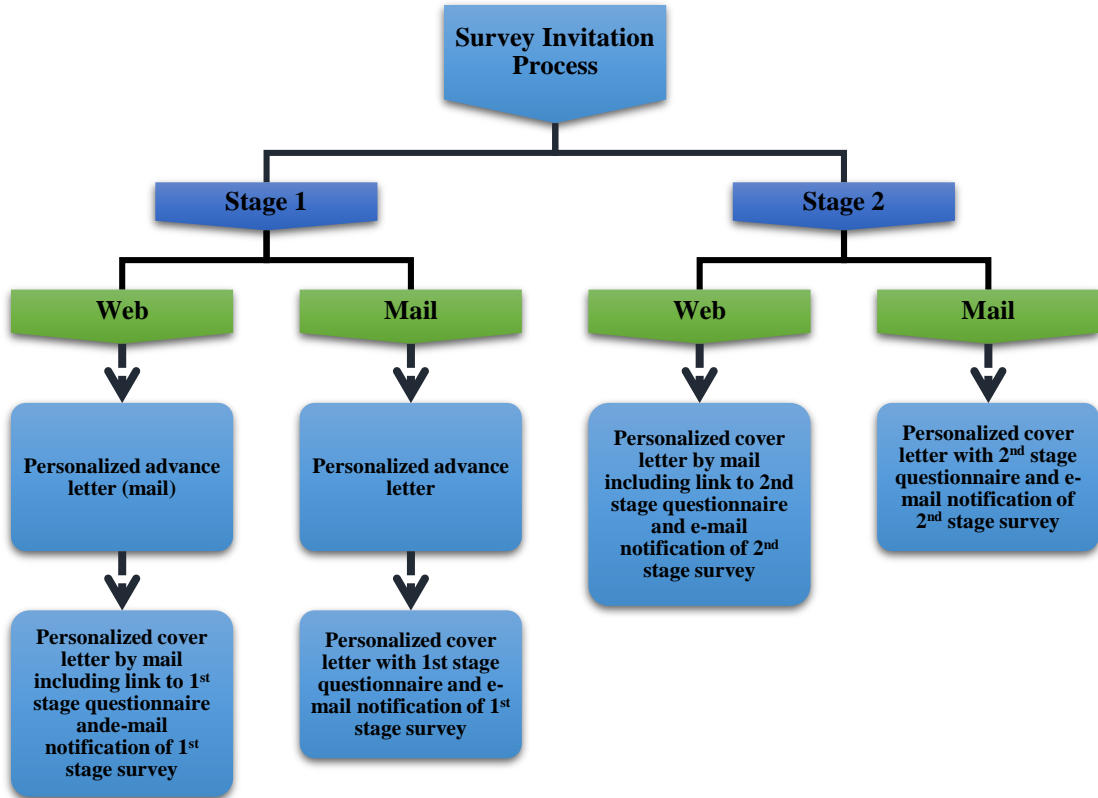 Survey Invitation
Process
Stage 1
Stage 2
Web
Mail
Web
Mail
Personalized advance
letter (mail)
Personalized advance
letter
Personalized cover
letter by mail
including link to 2nd
stage questionnaire
and e-mail
notification of 2nd
stage survey
Personalized cover
letter with 2nd stage
questionnaire and e-
mail notification of
2nd stage survey
Personalized cover
letter by mail
including link to 1st
stage questionnaire
ande-mail
notification of 1st
stage survey
Personalized cover
letter with 1st stage
questionnaire and e-
mail notification of 1st
stage survey